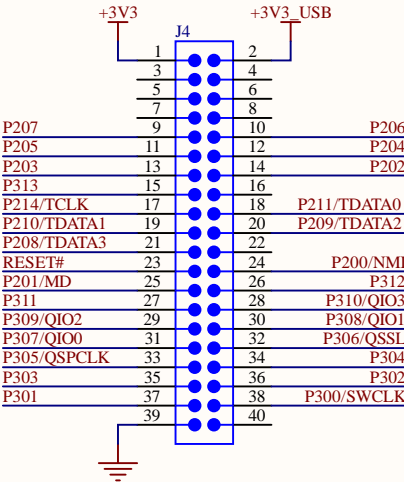 +3V3 +3V3_USB
J4
1 2
3 4
5 6
7 8
P207 9 10 P206
P205 11 12 P204
P203 13 14 P202
P313 15 16
P214/TCLK 17 18 P211/TDATA0
P210/TDATA1 19 20 P209/TDATA2
P208/TDATA3 21 22
RESET# 23 24 P200/NMI
P201/MD 25 26 P312
P311 27 28 P310/QIO3
P309/QIO2 29 30 P308/QIO1
P307/QIO0 31 32 P306/QSSL
P305/QSPCLK 33 34 P304
P303 35 36 P302
P301 37 38 P300/SWCLK
39 40